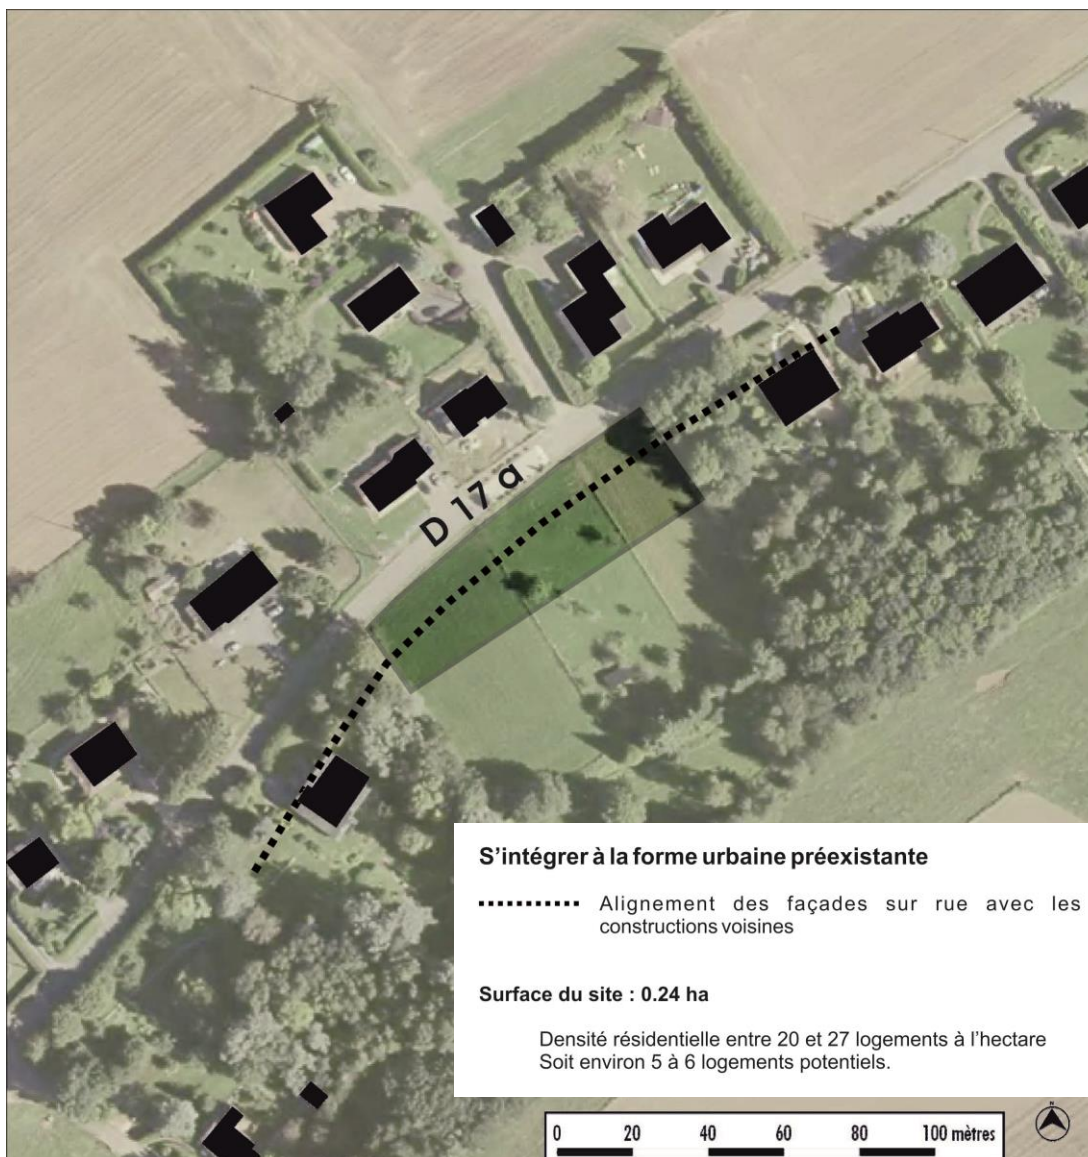 D 17 a
S'intégrer à la forme urbaine préexistante
Alignement des façades sur rue avec les
constructions voisines
Surface du site : 0.24 ha
Densité résidentielle entre 20 et 27 logements à l'hectare
Soit environ 5 à 6 logements potentiels.
N
0 20 40 60 80 100 mètres